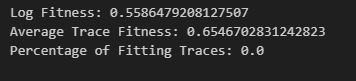 Log Fitness: 0.5586479208127507
Average Trace Fitness: 0.6546702831242823
Percentage of Fitting Traces: 0.0